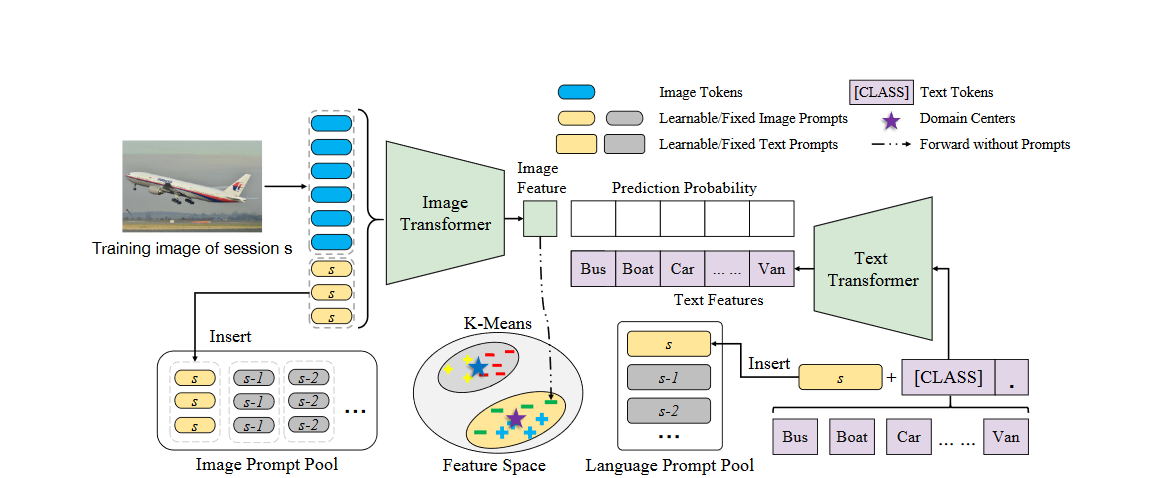 Image Tokens
[CLASS] Text Tokens
Learnable/Fixed Image Prompts
Domain Centers
Learnable/Fixed Text Prompts
Forward without Prompts
Training image of session s
Image
Transformer
Image
Feature
Prediction Probability
Bus Boat Car ... ... Van
Text Features
Text
Transformer
s
s
s
Insert
s s-1 s-2
s s-1 s-2
s s-1 s-2
...
Image Prompt Pool
K-Means
Feature Space
s
s-1
s-2
...
Language Prompt Pool
Insert
s + [CLASS] .
Bus Boat Car ... ... Van